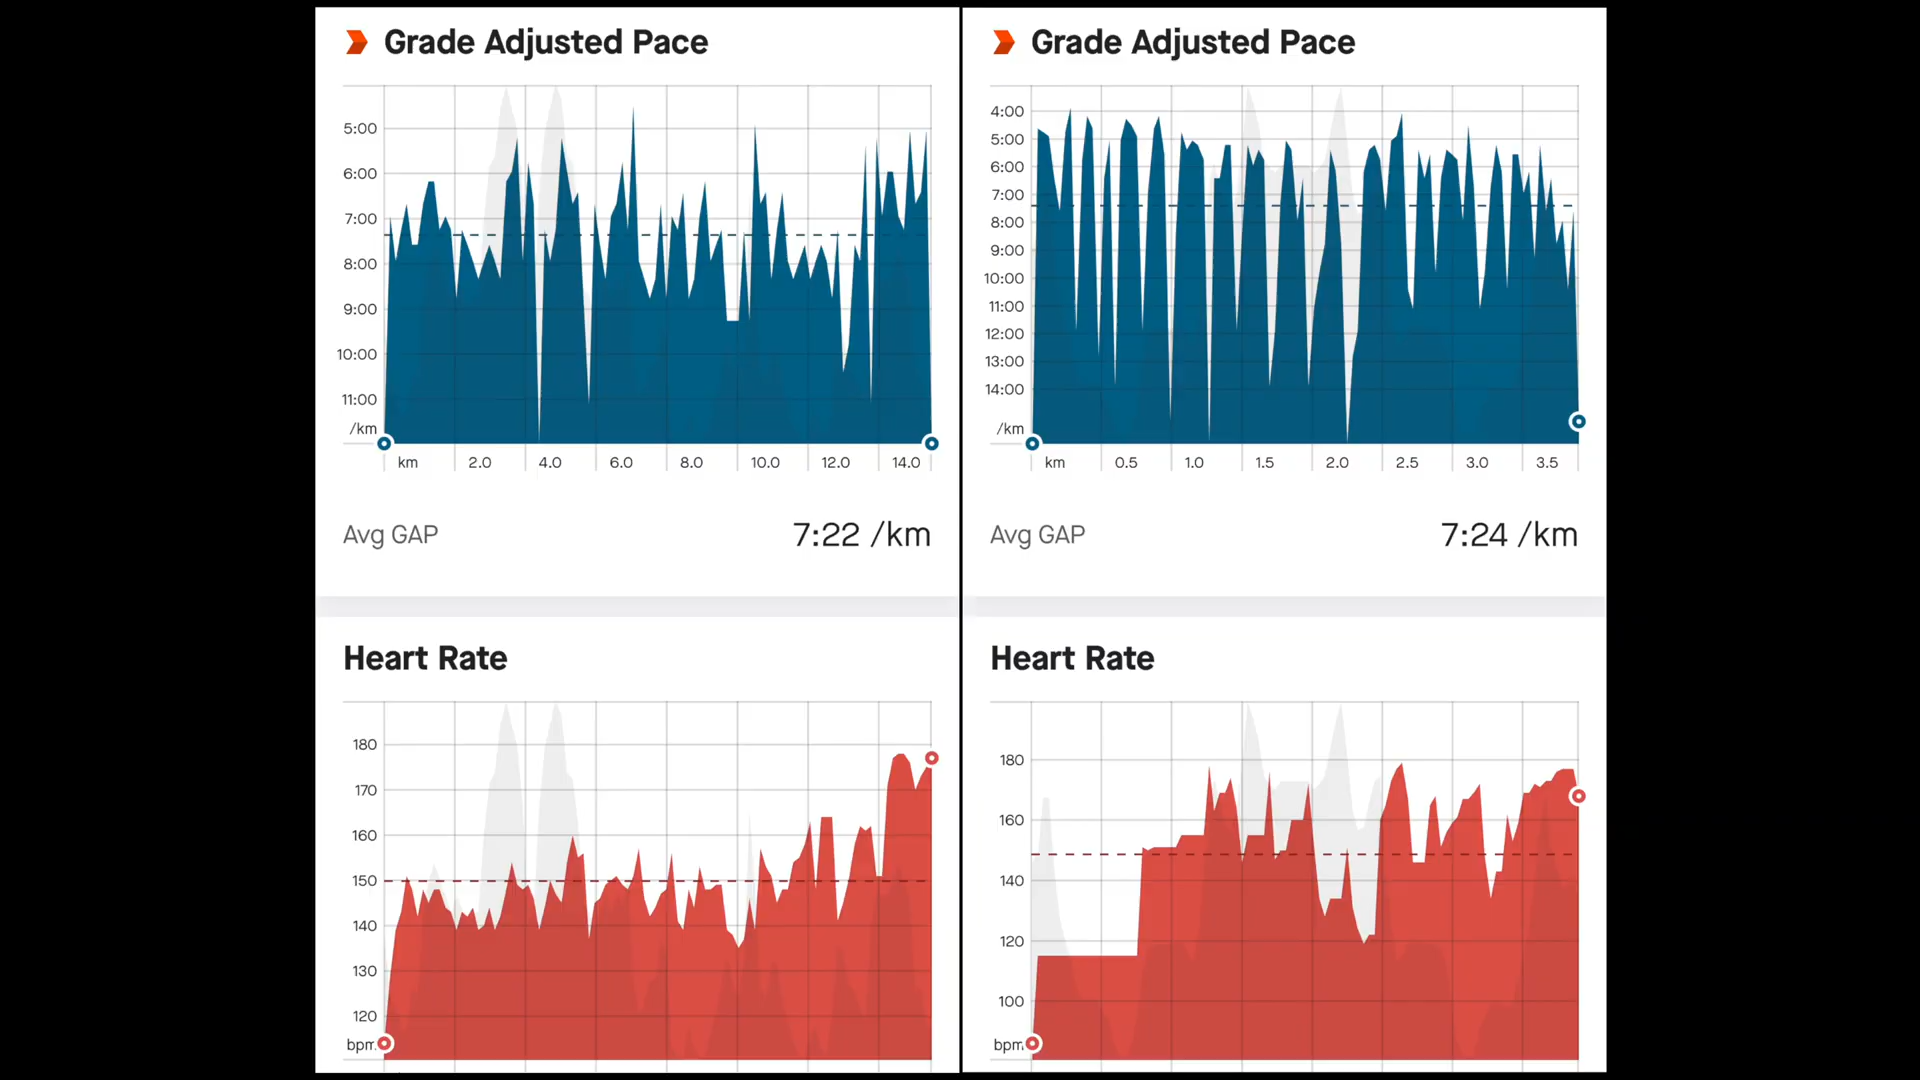 Grade Adjusted Pace
5:00
6:00
7:00
8:00
9:00
10:00
11:00
/km
km 2.0 4.0 6.0 8.0 10.0 12.0 14.0
Avg GAP 7:22 /km
Heart Rate
180
170
160
150
140
130
120
bpm
Grade Adjusted Pace
4:00
5:00
6:00
7:00
8:00
9:00
10:00
11:00
12:00
13:00
14:00
/km
km 0.5 1.0 1.5 2.0 2.5 3.0 3.5
Avg GAP 7:24 /km
Heart Rate
180
160
140
120
100
bpm